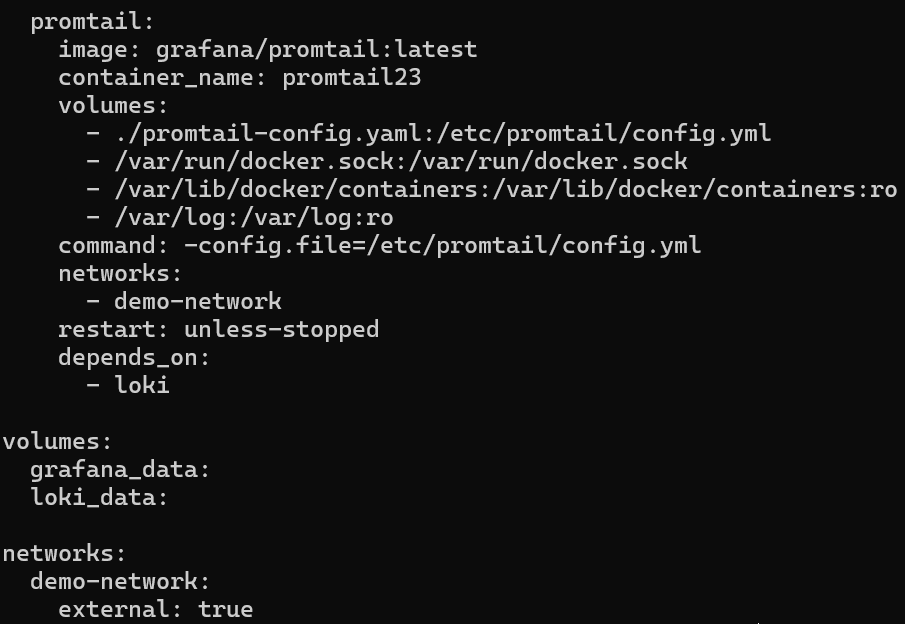 promtail:
image: grafana/promtail:latest
container_name: promtail23
volumes:
- ./promtail-config.yaml:/etc/promtail/config.yml
- /var/run/docker.sock:/var/run/docker.sock
- /var/lib/docker/containers:/var/lib/docker/containers:ro
- /var/log:/var/log:ro
command: -config.file=/etc/promtail/config.yml
networks:
- demo-network
restart: unless-stopped
depends_on:
- loki
volumes:
grafana_data:
loki_data:
networks:
demo-network:
external: true